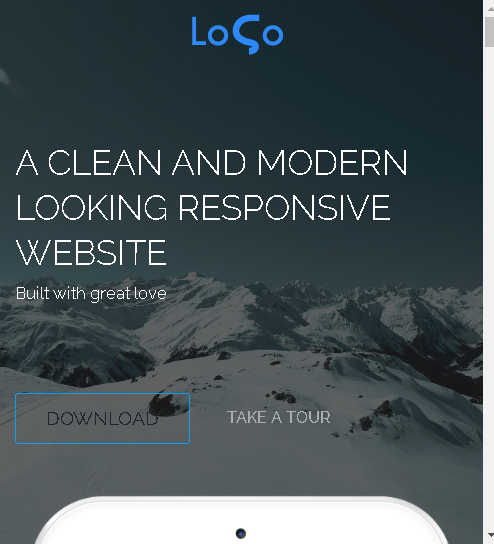 LoGo
A CLEAN AND MODERN
LOOKING RESPONSIVE
WEBSITE
Built with great love
DOWNLOAD
TAKE A TOUR